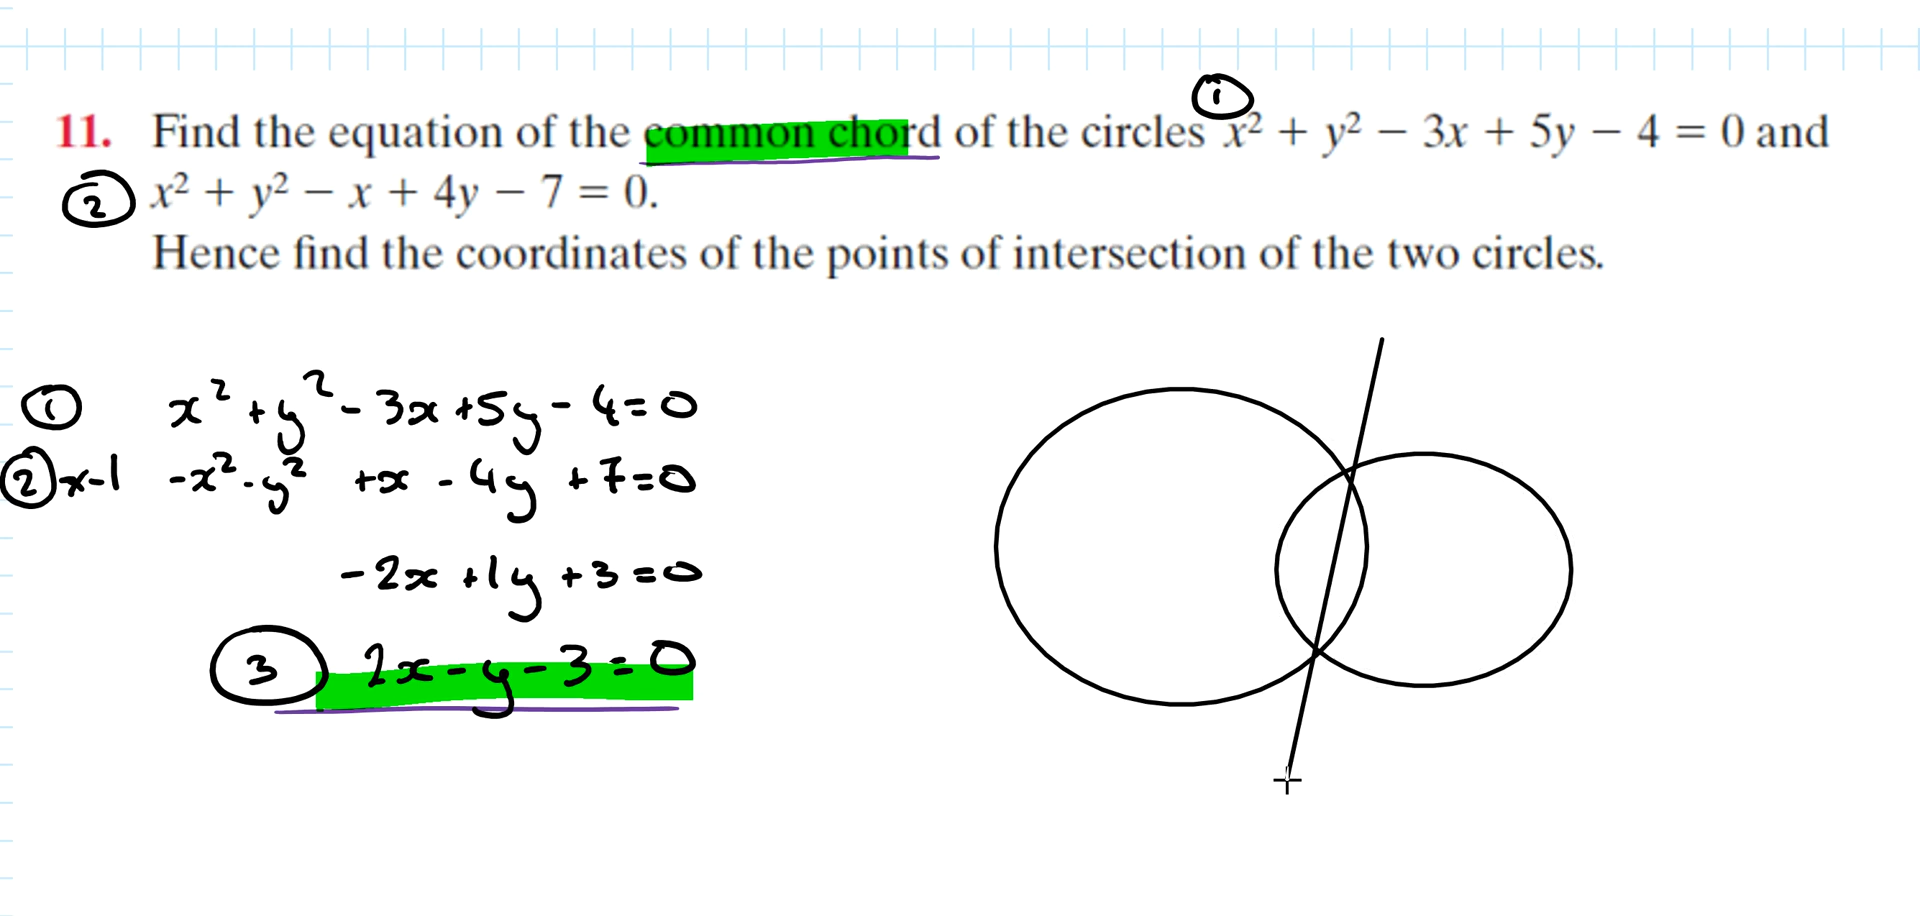 ①
11. Find the equation of the common chord of the circles x² + y² − 3x + 5y − 4 = 0 and
② x² + y² − x + 4y − 7 = 0.
Hence find the coordinates of the points of intersection of the two circles.
① x² + y² - 3x + 5y - 4 = 0
② x -1 -x² - y² + x - 4y + 7 = 0
-2x + 1y + 3 = 0
③ 2x - y - 3 = 0